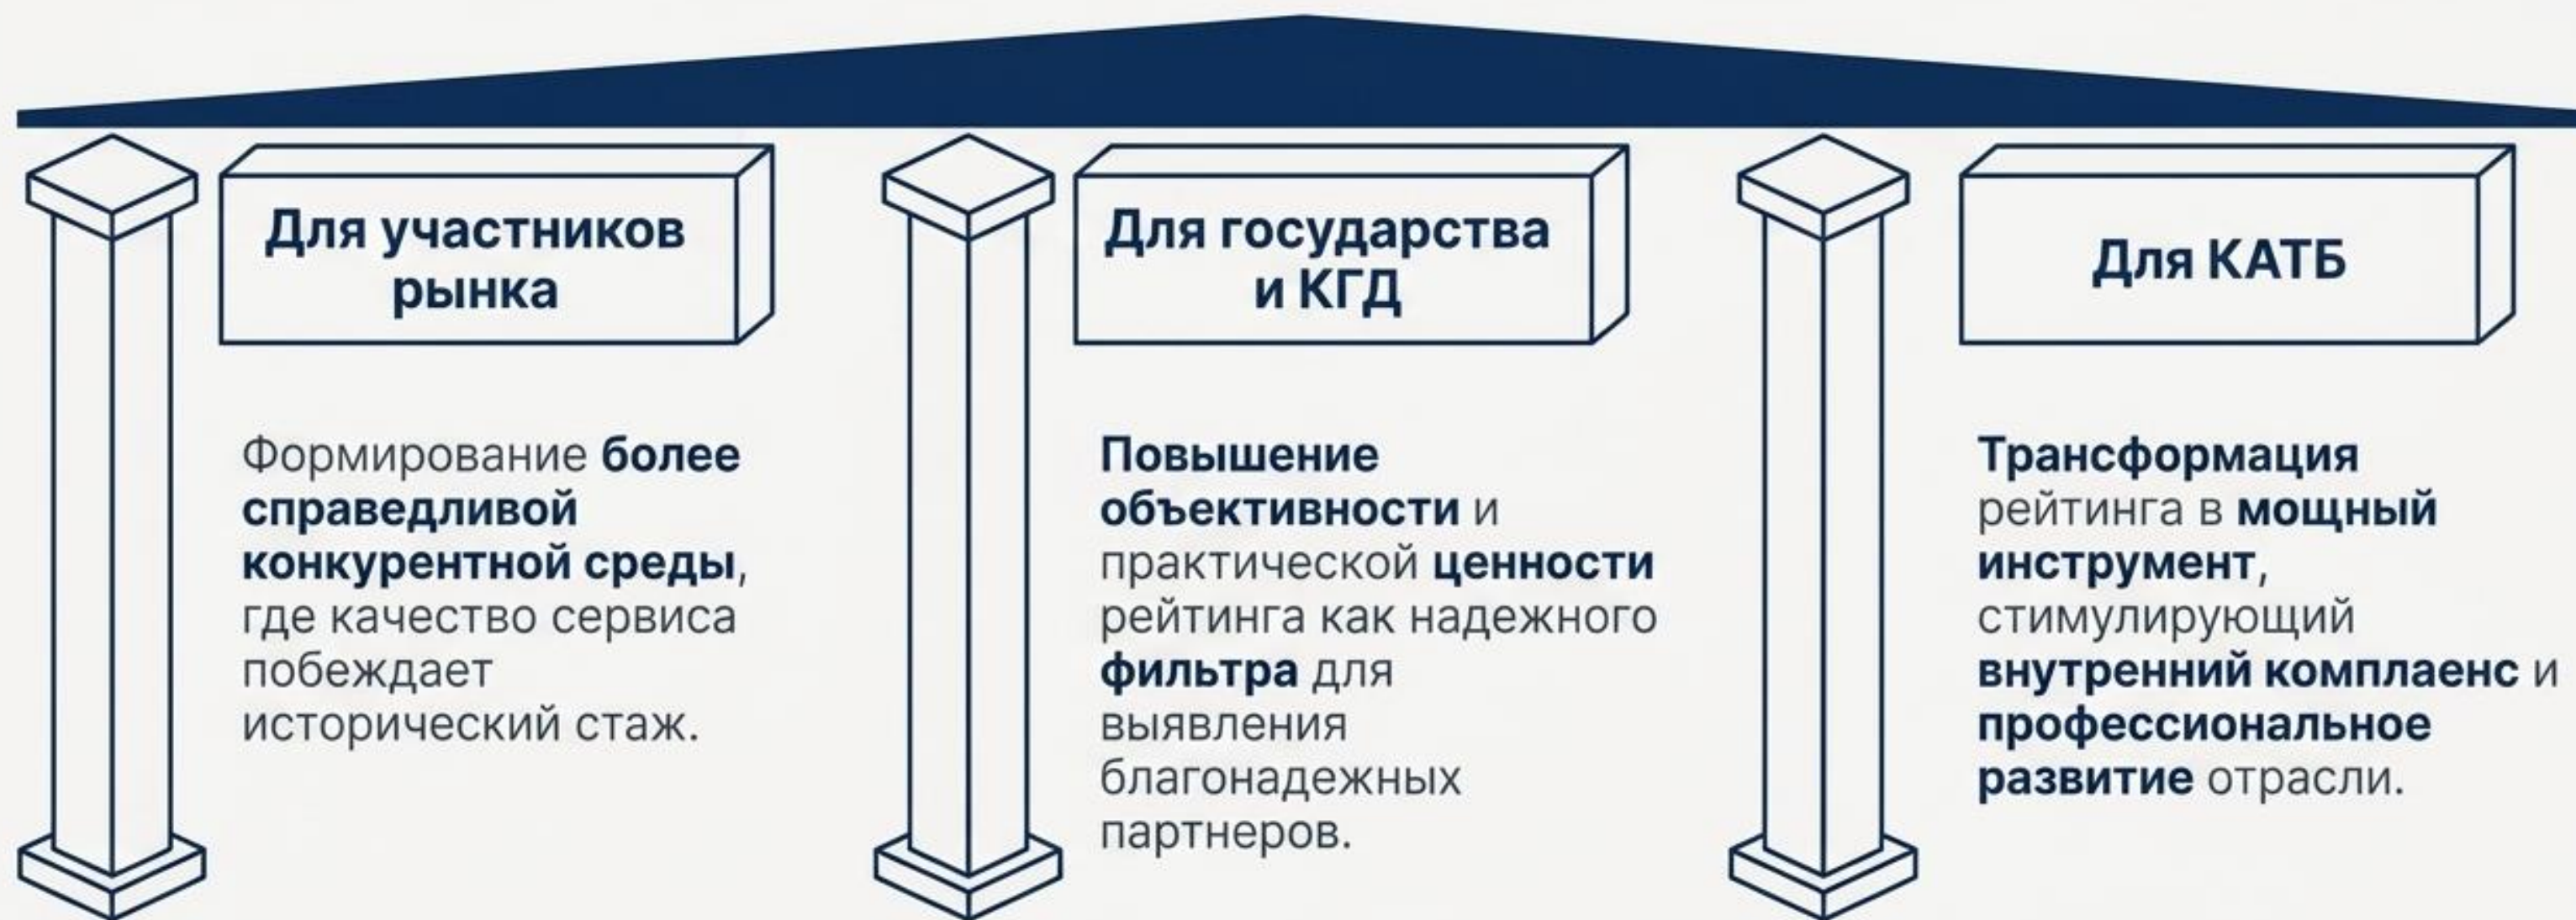 Для участников
рынка
Формирование более
справедливой
конкурентной среды,
где качество сервиса
побеждает
исторический стаж.
Для государства
и КГД
Повышение
объективности и
практической ценности
рейтинга как надежного
фильтра для
выявления
благонадежных
партнеров.
Для КАТБ
Трансформация
рейтинга в мощный
инструмент,
стимулирующий
внутренний комплаенс и
профессиональное
развитие отрасли.